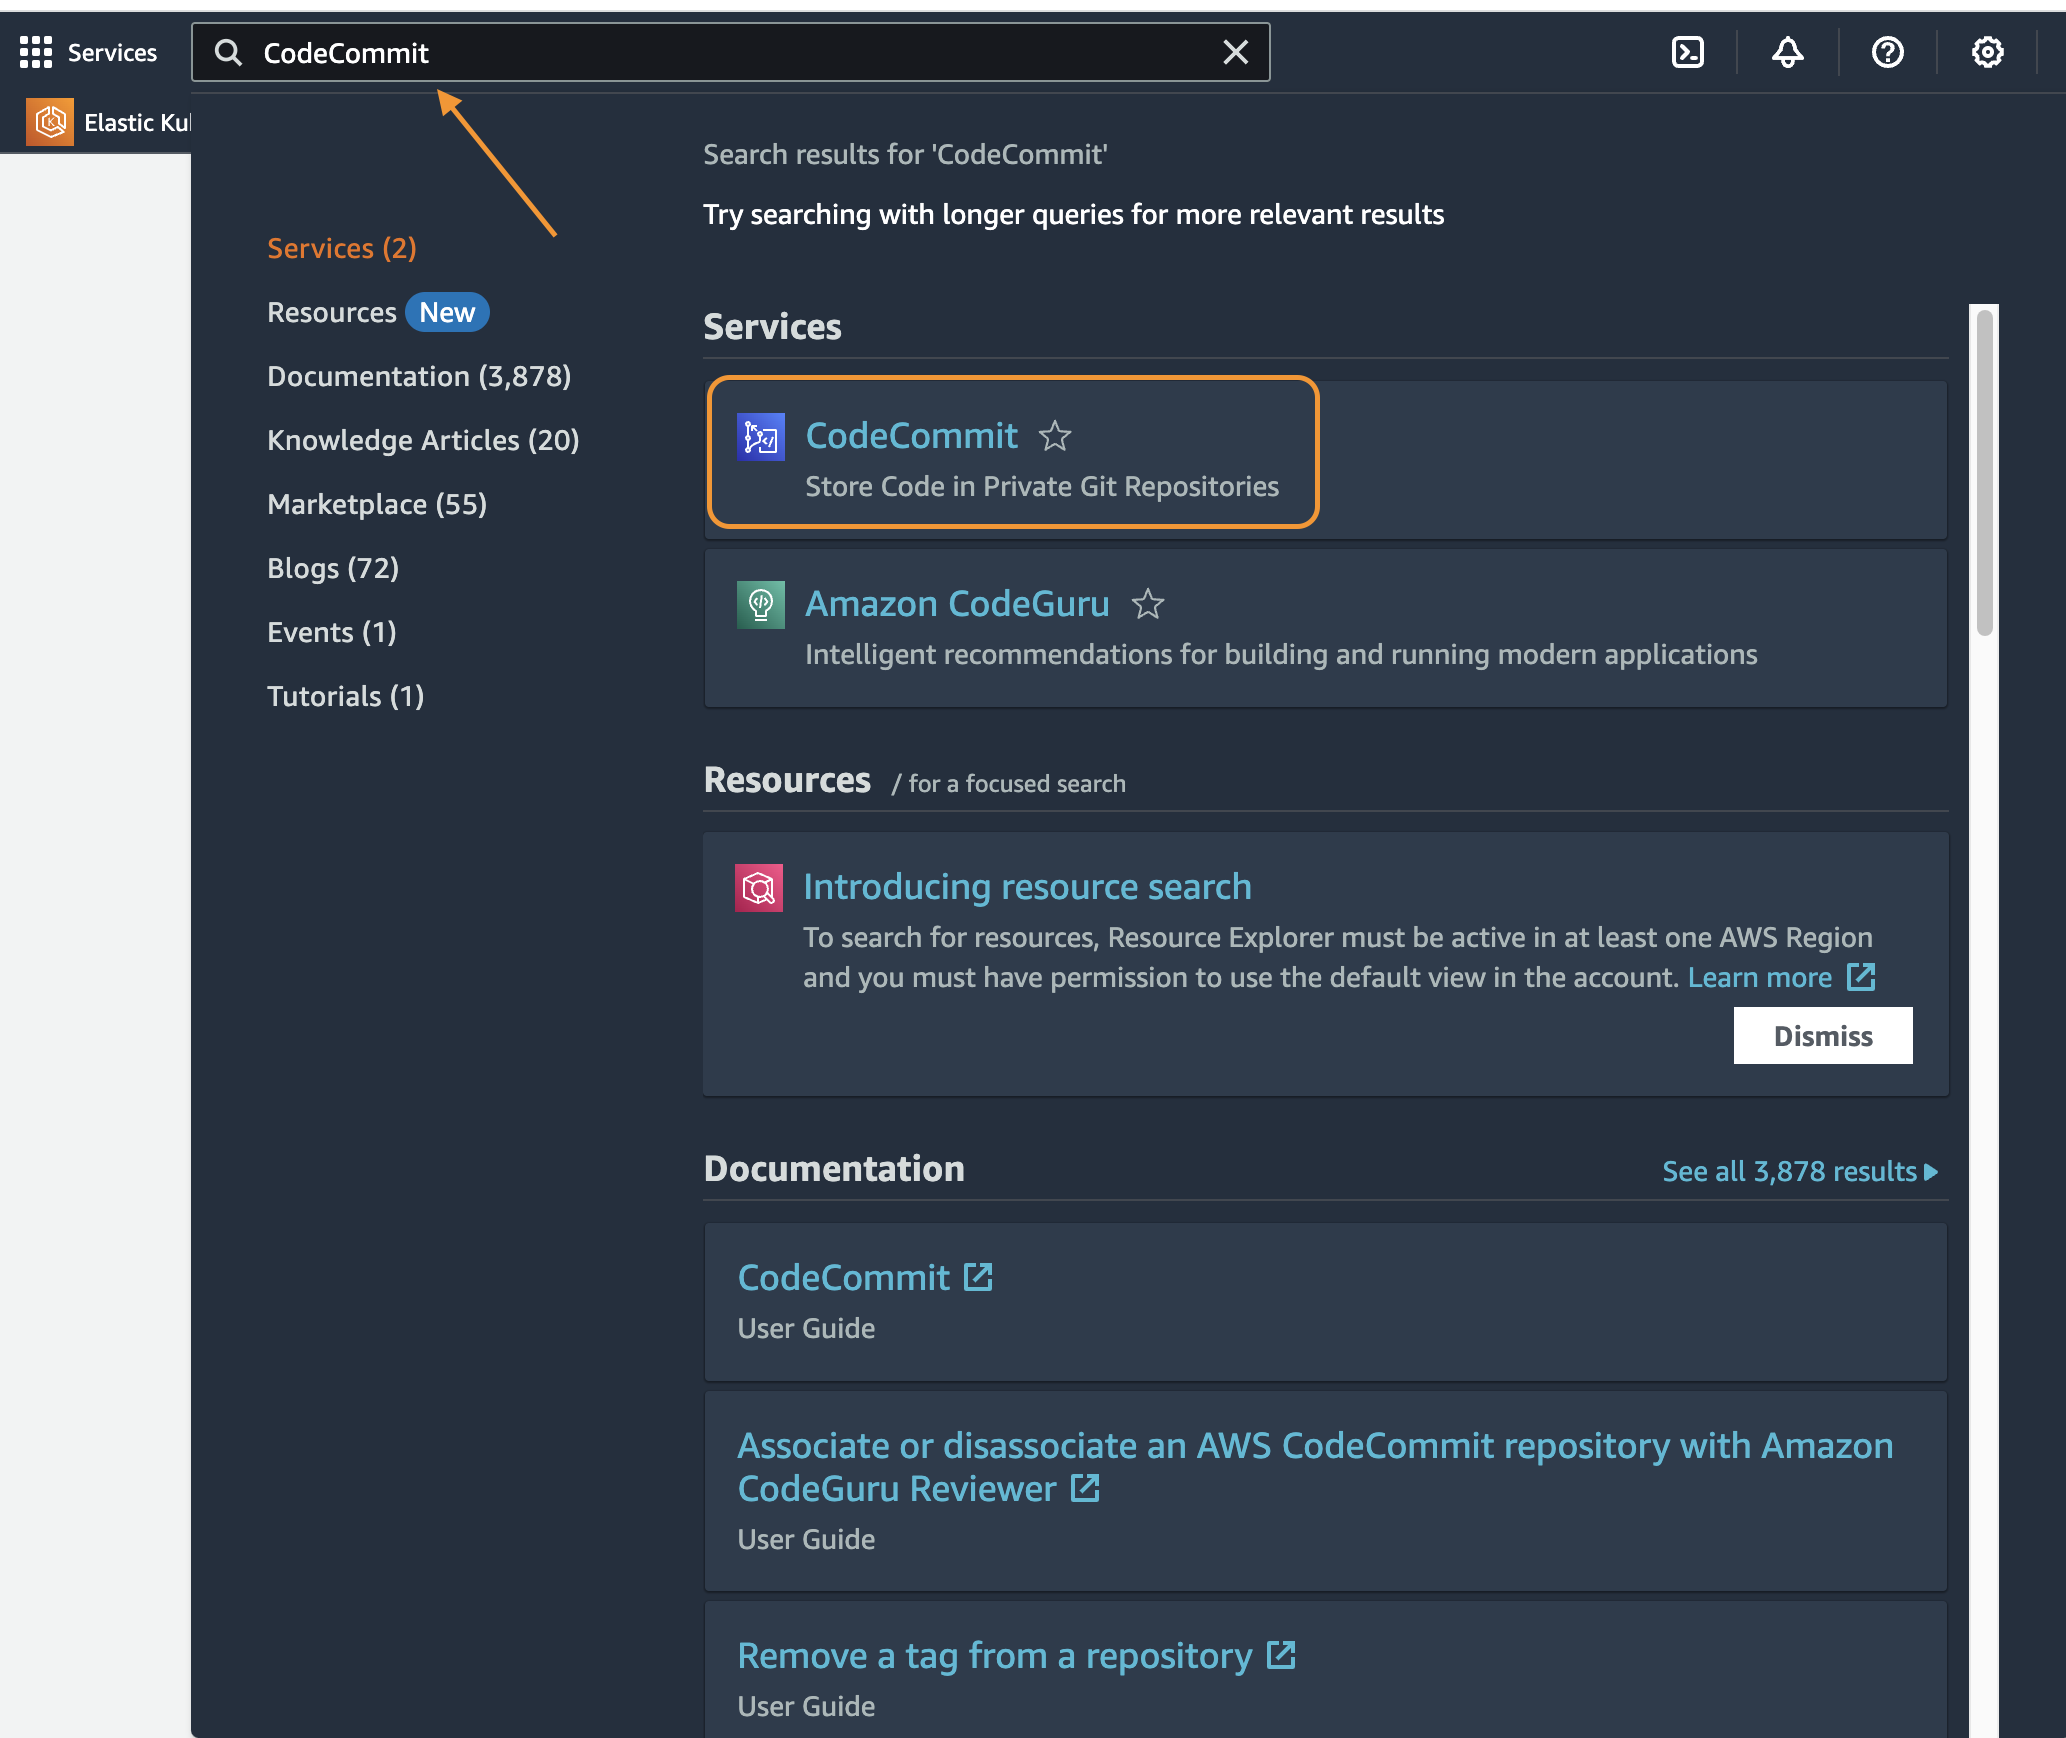 Services
CodeCommit
Elastic Ku
Search results for 'CodeCommit'
Try searching with longer queries for more relevant results
Services (2)
Resources New
Documentation (3,878)
Knowledge Articles (20)
Marketplace (55)
Blogs (72)
Events (1)
Tutorials (1)
Services
CodeCommit
Store Code in Private Git Repositories
Amazon CodeGuru
Intelligent recommendations for building and running modern applications
Resources / for a focused search
Introducing resource search
To search for resources, Resource Explorer must be active in at least one AWS Region
and you must have permission to use the default view in the account. Learn more
Dismiss
Documentation
See all 3,878 results
CodeCommit
User Guide
Associate or disassociate an AWS CodeCommit repository with Amazon
CodeGuru Reviewer
User Guide
Remove a tag from a repository
User Guide